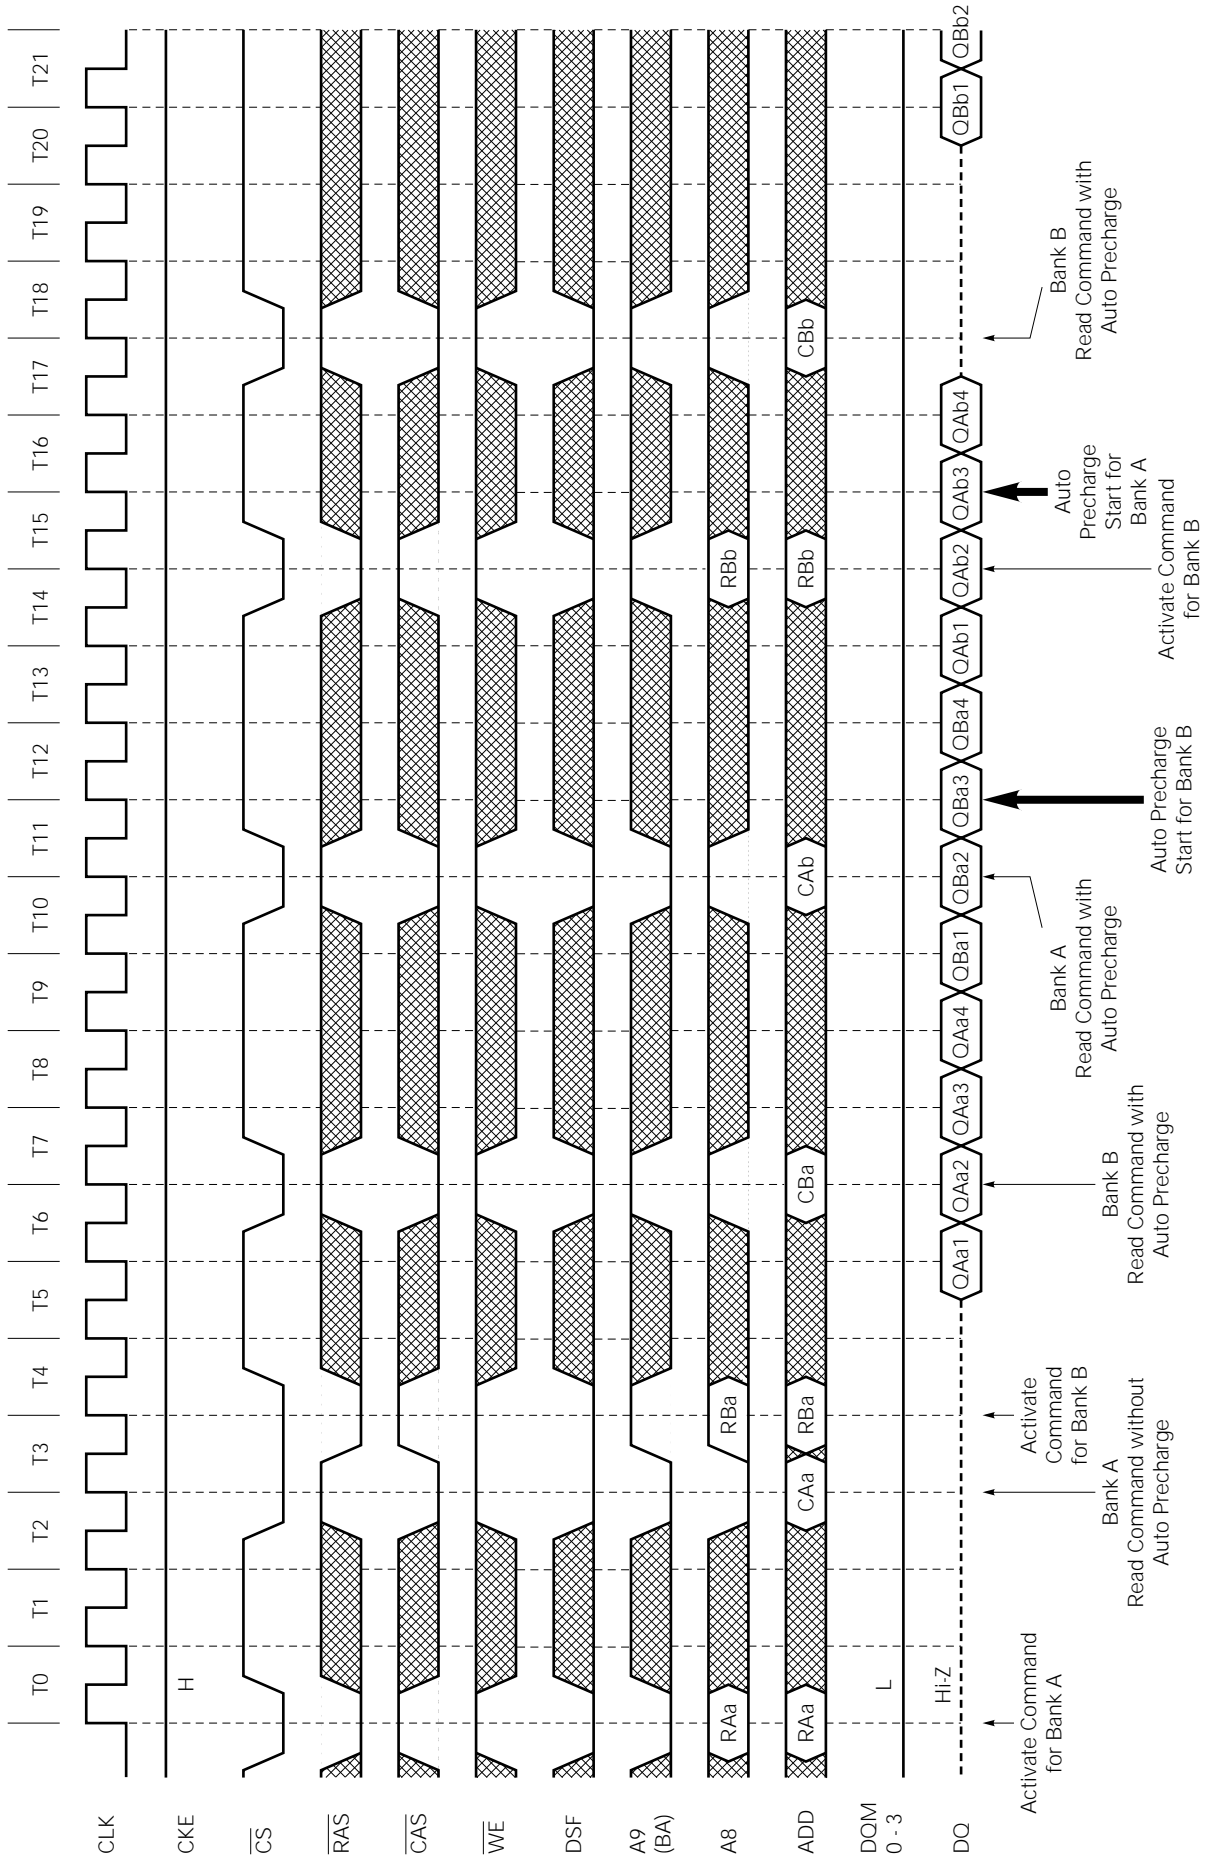 T0 T1 T2 T3 T4 T5 T6 T7 T8 T9 T10 T11 T12 T13 T14 T15 T16 T17 T18 T19 T20 T21
CLK
CKE H
CS
RAS
CAS
WE
DSF
A9
(BA)
A8 RAa RBa RBb
ADD RAa CAa RBa CBa CAb RBb CBb
DQM
0 - 3
L
DQ Hi-Z QAa1 QAa2 QAa3 QAa4 QBa1 QBa2 QBa3 QBa4 QAb1 QAb2 QAb3 QAb4 QBb1 QBb2
Activate Command
for Bank A
Bank A
Read Command without
Auto Precharge
Activate
Command
for Bank B
Bank B
Read Command with
Auto Precharge
Bank A
Read Command with
Auto Precharge
Auto Precharge
Start for Bank B
Activate Command
for Bank B
Auto
Precharge
Start for
Bank A
Bank B
Read Command with
Auto Precharge